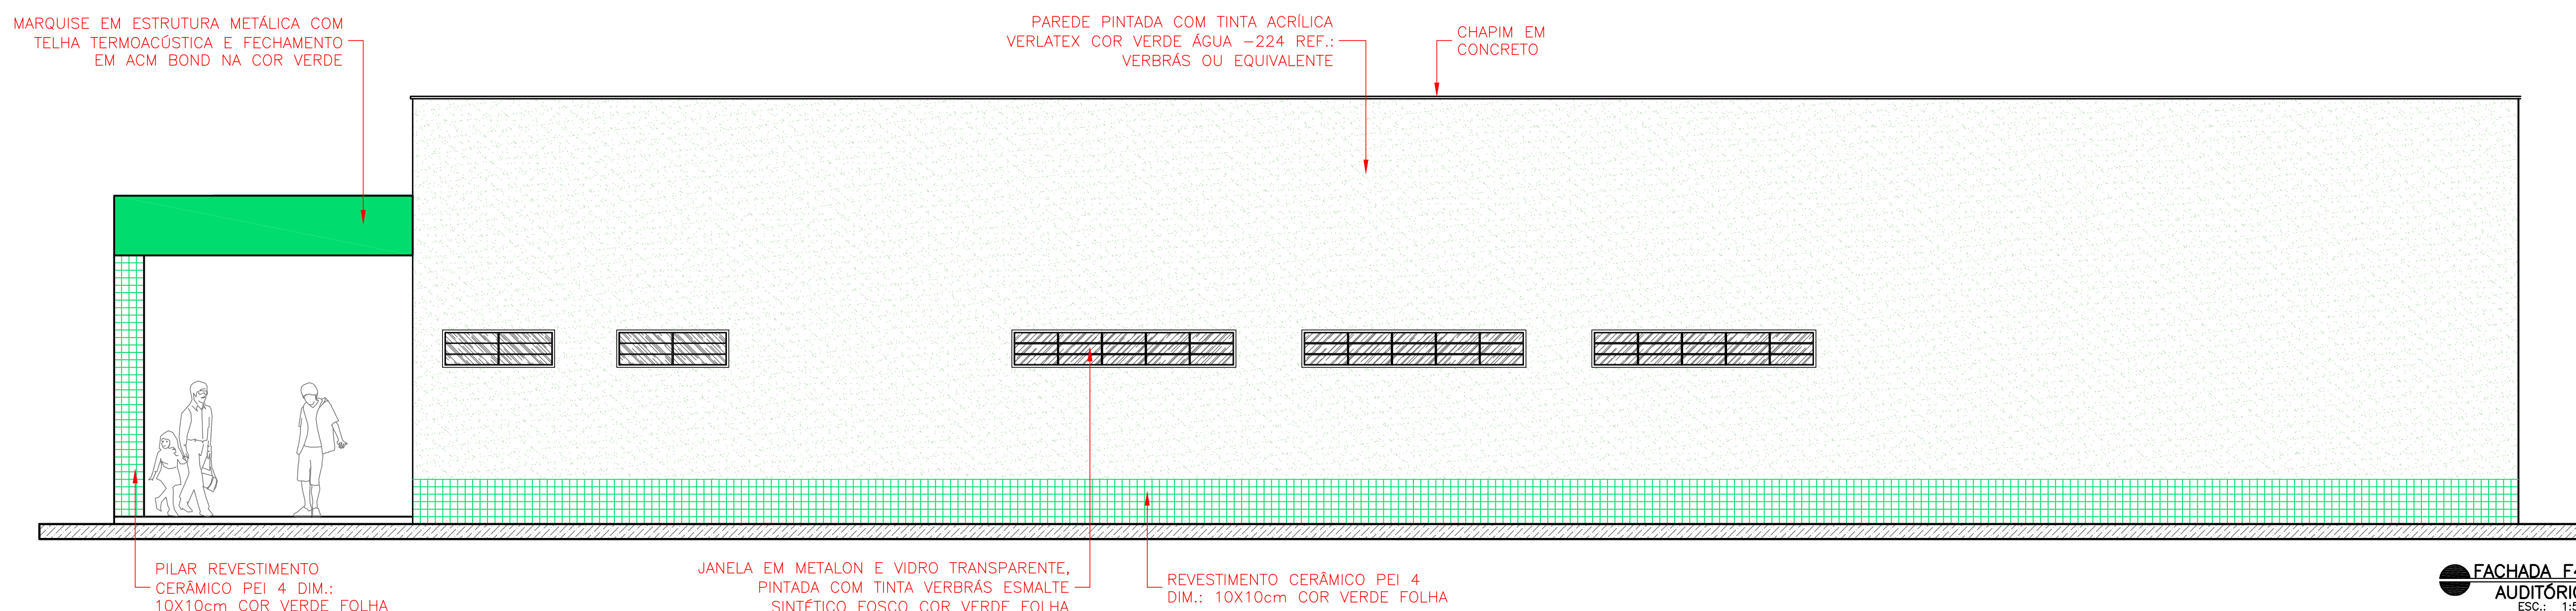 MARQUISE EM ESTRUTURA METÁLICA COM
TELHA TERMOACÚSTICA E FECHAMENTO
EM ACM BOND NA COR VERDE
PAREDE PINTADA COM TINTA ACRÍLICA
VERLATEX COR VERDE ÁGUA -224 REF.:
VERBRÁS OU EQUIVALENTE
CHAPIM EM
CONCRETO
PILAR REVESTIMENTO
CERÂMICO PEI 4 DIM.:
10X10cm COR VERDE FOLHA
JANELA EM METALON E VIDRO TRANSPARENTE,
PINTADA COM TINTA VERBRÁS ESMALTE
SINTÉTICO FOSCO COR VERDE FOLHA
REVESTIMENTO CERÂMICO PEI 4
DIM.: 10X10cm COR VERDE FOLHA
FACHADA
AUDITÓRIO
ESC.: